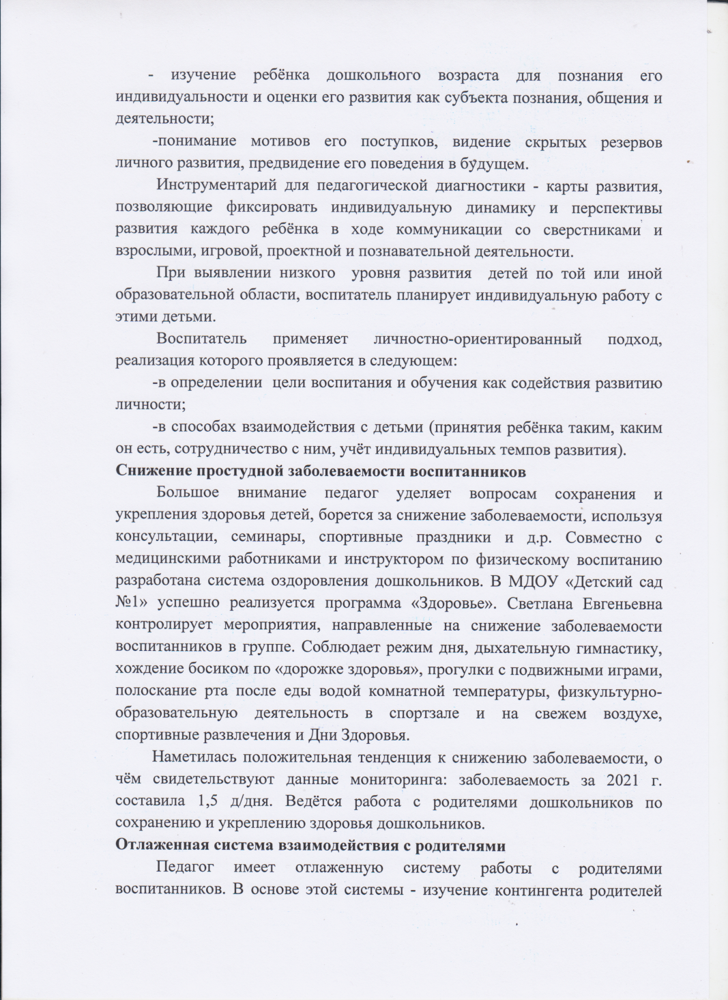 - изучение ребёнка дошкольного возраста для познания его
индивидуальности и оценки его развития как субъекта познания, общения и
деятельности;
-понимание мотивов его поступков, видение скрытых резервов
личного развития, предвидение его поведения в будущем.
Инструментарий для педагогической диагностики - карты развития,
позволяющие фиксировать индивидуальную динамику и перспективы
развития каждого ребёнка в ходе коммуникации со сверстниками и
взрослыми, игровой, проектной и познавательной деятельности.
При выявлении низкого уровня развития детей по той или иной
образовательной области, воспитатель планирует индивидуальную работу с
этими детьми.
Воспитатель применяет личностно-ориентированный подход,
реализация которого проявляется в следующем:
-в определении цели воспитания и обучения как содействия развитию
личности;
-в способах взаимодействия с детьми (принятия ребёнка таким, каким
он есть, сотрудничество с ним, учёт индивидуальных темпов развития).
Снижение простудной заболеваемости воспитанников
Большое внимание педагог уделяет вопросам сохранения и
укрепления здоровья детей, борется за снижение заболеваемости, используя
консультации, семинары, спортивные праздники и д.р. Совместно с
медицинскими работниками и инструктором по физическому воспитанию
разработана система оздоровления дошкольников. В МДОУ «Детский сад
№1» успешно реализуется программа «Здоровье». Светлана Евгеньевна
контролирует мероприятия, направленные на снижение заболеваемости
воспитанников в группе. Соблюдает режим дня, дыхательную гимнастику,
хождение босиком по «дорожке здоровья», прогулки с подвижными играми,
полоскание рта после еды водой комнатной температуры, физкультурно-
образовательную деятельность в спортзале и на свежем воздухе,
спортивные развлечения и Дни Здоровья.
Наметилась положительная тенденция к снижению заболеваемости, о
чём свидетельствуют данные мониторинга: заболеваемость за 2021 г.
составила 1,5 д/дня. Ведётся работа с родителями дошкольников по
сохранению и укреплению здоровья дошкольников.
Отлаженная система взаимодействия с родителями
Педагог имеет отлаженную систему работы с родителями
воспитанников. В основе этой системы - изучение контингента родителей